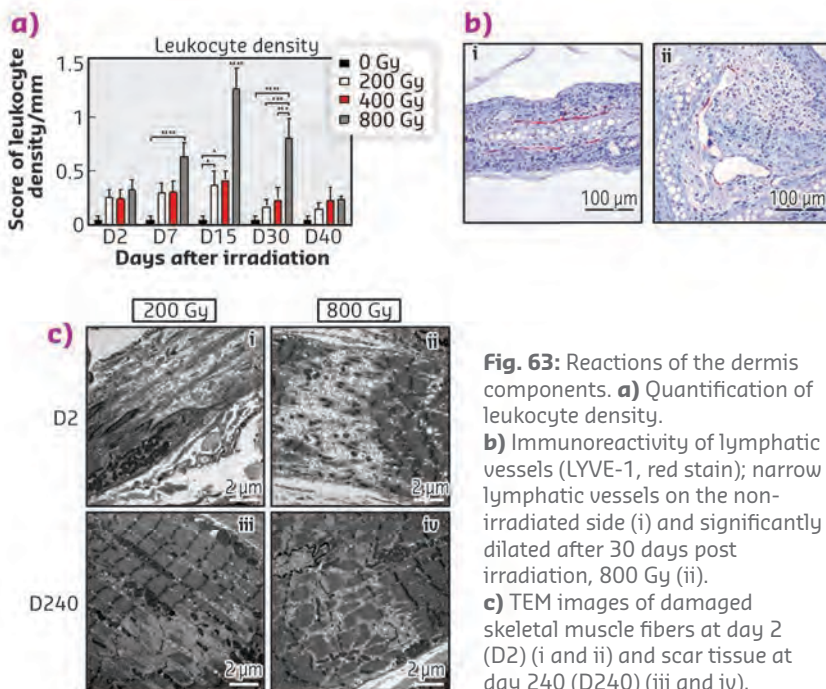 a)
Leukocyte density
Score of leukocyte
density/mm
1.5
1
0.5
0
0 Gy
200 Gy
400 Gy
800 Gy
****
****
*
*
****
****
***
***
D2 D7 D15 D30 D40
Days after irradiation
b)
i
100 µm
ii
100 µm
c)
200 Gy 800 Gy
D2
i
2 µm
ii
2 µm
D240
iii
2 µm
iv
2 µm
Fig. 63: Reactions of the dermis
components. a) Quantification of
leukocyte density.
b) Immunoreactivity of lymphatic
vessels (LYVE-1, red stain); narrow
lymphatic vessels on the non-
irradiated side (i) and significantly
dilated after 30 days post
irradiation, 800 Gy (ii).
c) TEM images of damaged
skeletal muscle fibers at day 2
(D2) (i and ii) and scar tissue at
day 240 (D240) (iii and iv).